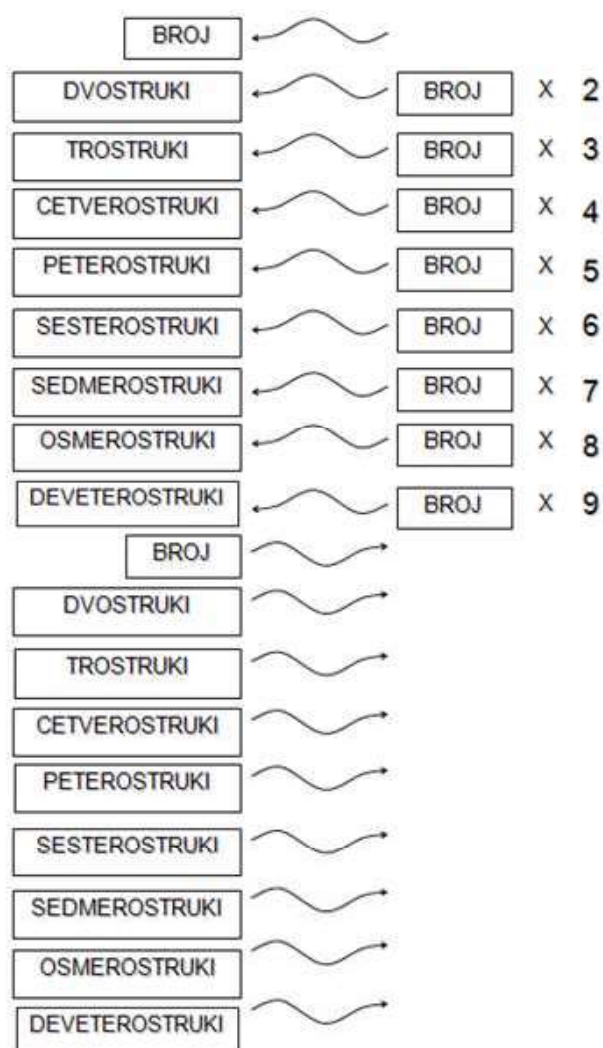 BROJ
DVOSTRUKI BROJ X 2
TROSTRUKI BROJ X 3
CETVEROSTRUKI BROJ X 4
PETEROSTRUKI BROJ X 5
SESTEROSTRUKI BROJ X 6
SEDMEROSTRUKI BROJ X 7
OSMEROSTRUKI BROJ X 8
DEVETEROSTRUKI BROJ X 9
BROJ
DVOSTRUKI
TROSTRUKI
CETVEROSTRUKI
PETEROSTRUKI
SESTEROSTRUKI
SEDMEROSTRUKI
OSMEROSTRUKI
DEVETEROSTRUKI